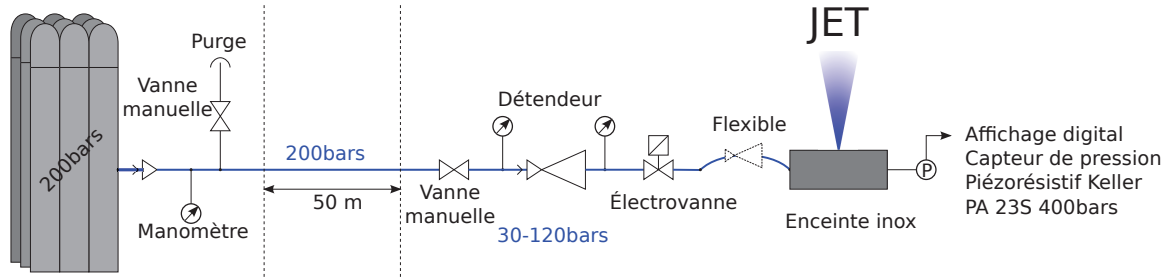 JET
Purge
Vanne
manuelle
200bars
Manomètre
200bars
50 m
Vanne
manuelle
Détendeur
30-120bars
Électrovanne
Flexible
Enceinte inox
P
Affichage digital
Capteur de pression
Piézorésistif Keller
PA 23S 400bars